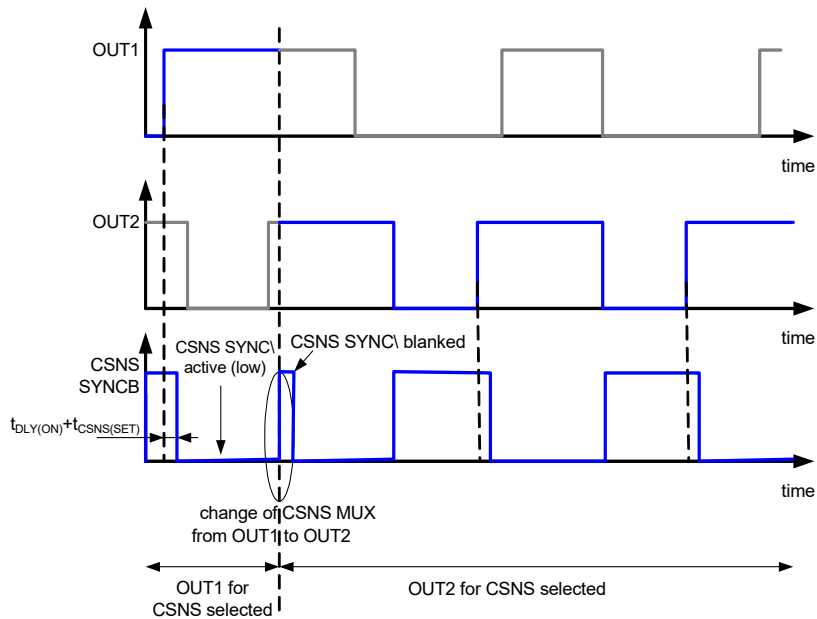 OUT1
time
OUT2
time
CSNS
SYNCB
CSNS SYNC\
active (low)
CSNS SYNC\ blanked
tDLY(ON)+tCSNS(SET)
time
change of CSNS MUX
from OUT1 to OUT2
OUT1 for
CSNS selected
OUT2 for CSNS selected